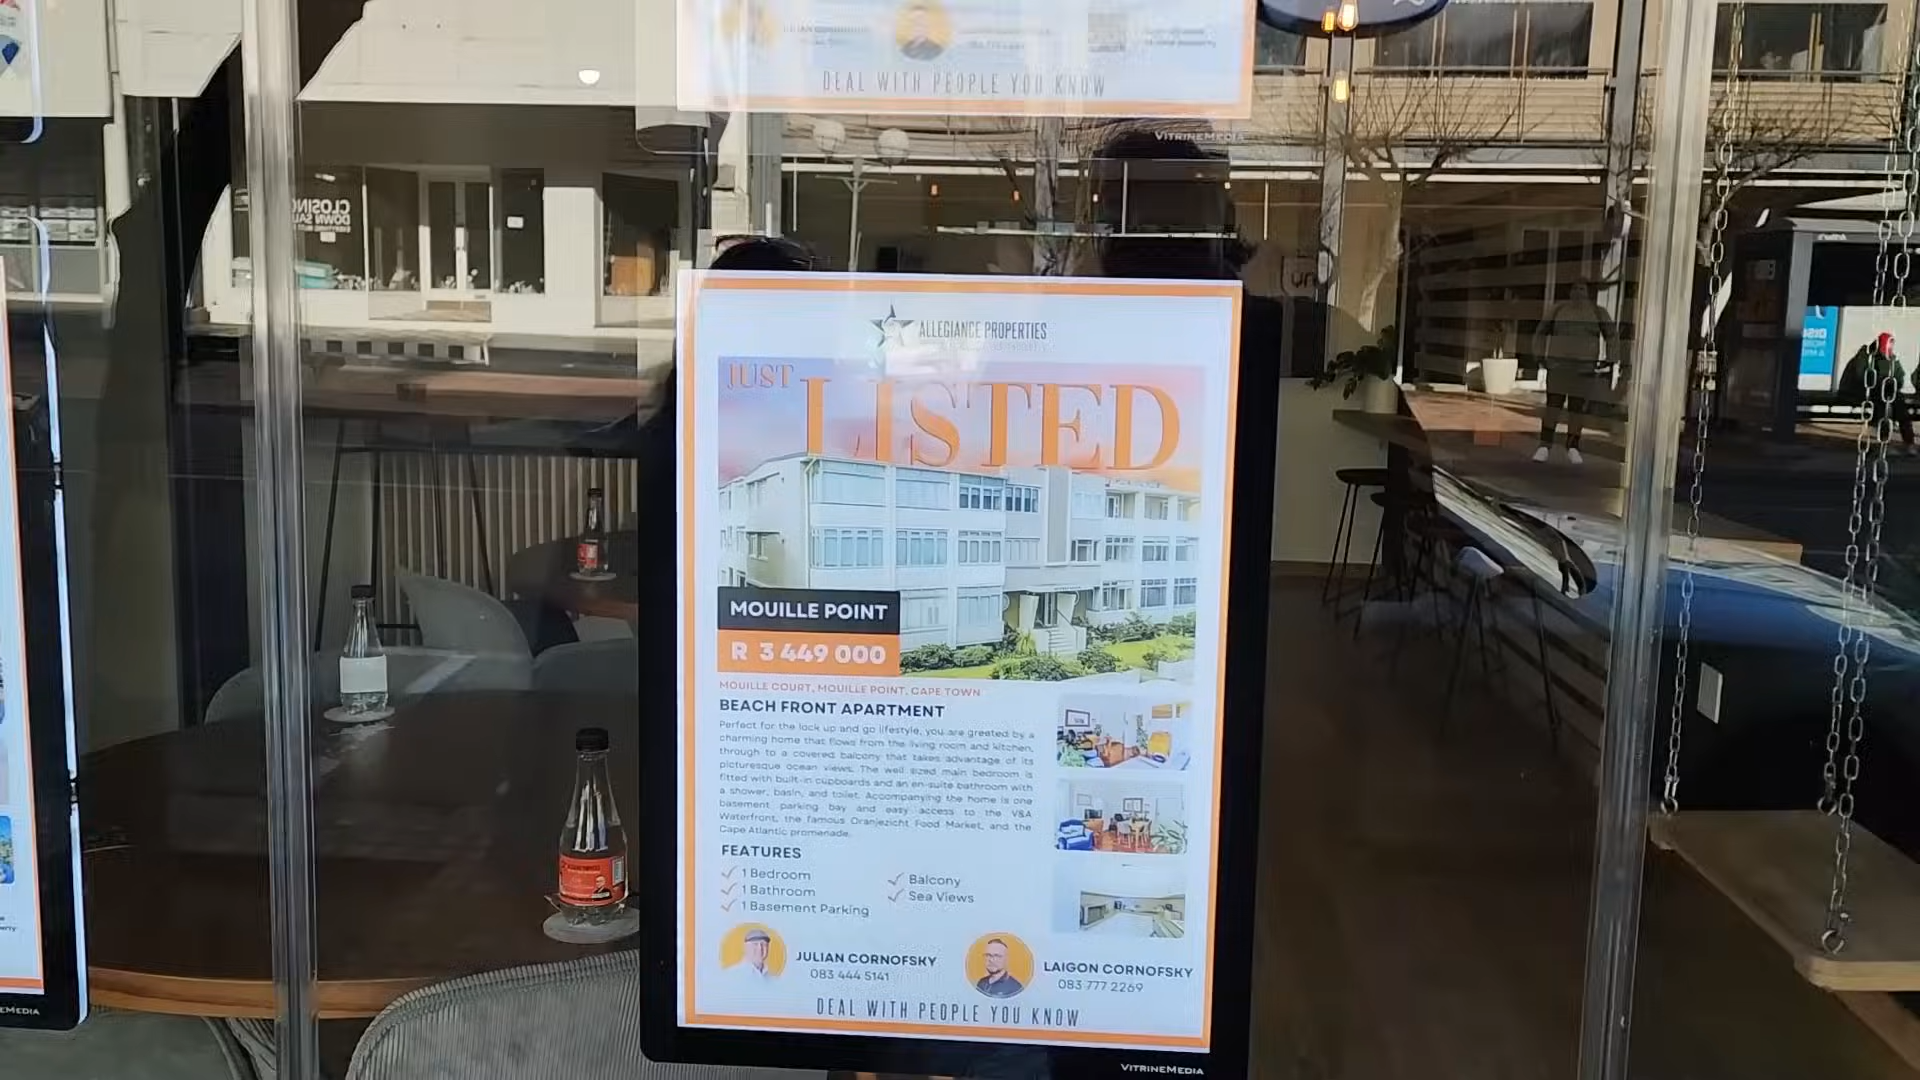 DEAL WITH PEOPLE YOU KNOW
VITRINEMEDIA
CLOSING
DOWN SALE
ALLEGIANCE PROPERTIES
JUST
LISTED
MOUILLE POINT
R 3 449 000
MOUILLE COURT, MOUILLE POINT, CAPE TOWN
BEACH FRONT APARTMENT
Perfect for the lock up and go lifestyle, you are greeted by a
charming home that flows from the living room and kitchen,
through to a covered balcony that takes advantage of its
picturesque ocean views. The well sized main bedroom is
fitted with built-in cupboards and an en-suite bathroom with
a shower, basin, and toilet. Accompanying the home is one
basement parking bay and easy access to the V&A
Waterfront, the famous Oranjezicht Food Market, and the
Cape Atlantic promenade.
FEATURES
1 Bedroom
1 Bathroom
1 Basement Parking
Balcony
Sea Views
JULIAN CORNOFSKY
083 444 5141
LAIGON CORNOFSKY
083 777 2269
DEAL WITH PEOPLE YOU KNOW
VITRINEMEDIA